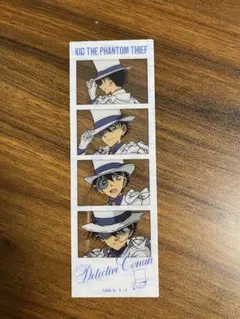 KID THE PHANTOM THIEF
Detective Conan